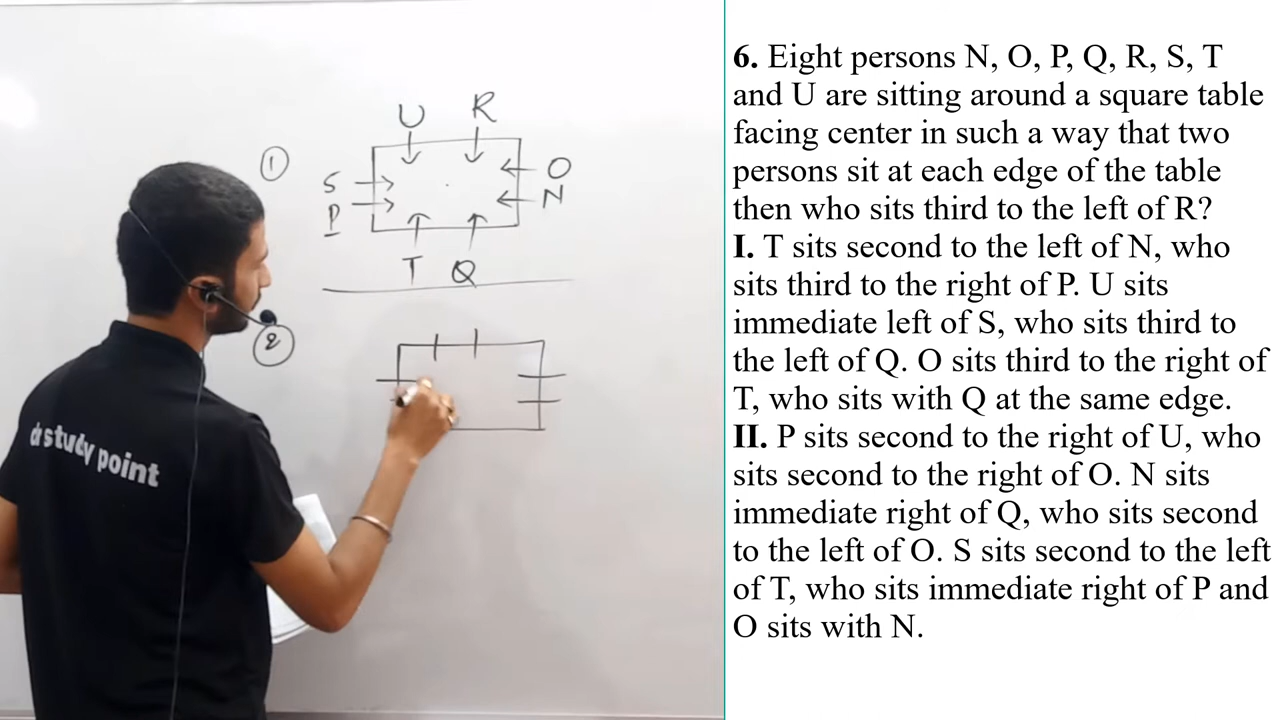 U R
①
S O
P N
T Q
②
dr study point
6. Eight persons N, O, P, Q, R, S, T
and U are sitting around a square table
facing center in such a way that two
persons sit at each edge of the table
then who sits third to the left of R?
I. T sits second to the left of N, who
sits third to the right of P. U sits
immediate left of S, who sits third to
the left of Q. O sits third to the right of
T, who sits with Q at the same edge.
II. P sits second to the right of U, who
sits second to the right of O. N sits
immediate right of Q, who sits second
to the left of O. S sits second to the left
of T, who sits immediate right of P and
O sits with N.